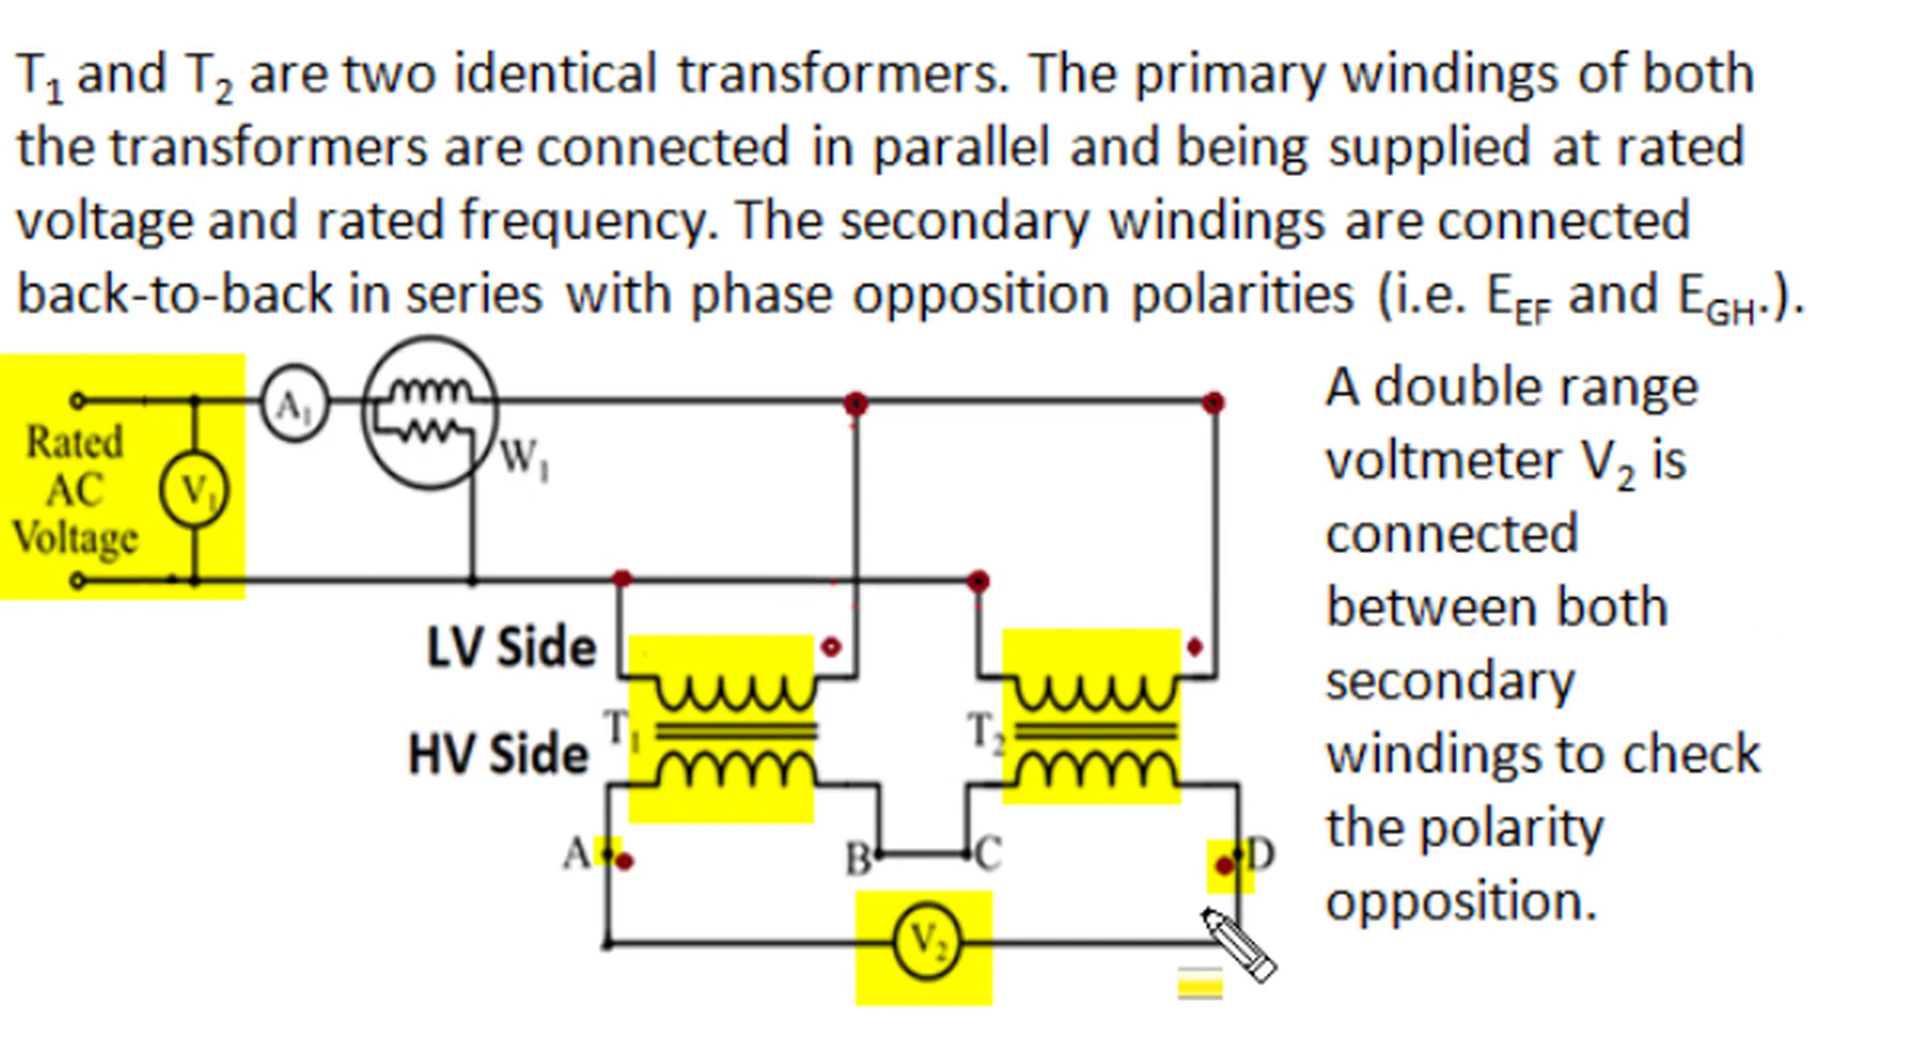 T₁ and T₂ are two identical transformers. The primary windings of both
the transformers are connected in parallel and being supplied at rated
voltage and rated frequency. The secondary windings are connected
back-to-back in series with phase opposition polarities (i.e. E_EF and E_GH.).
A₁
W₁
Rated
AC
Voltage
V₁
LV Side
HV Side
T₁
T₂
A
B
C
D
V₂
A double range
voltmeter V₂ is
connected
between both
secondary
windings to check
the polarity
opposition.